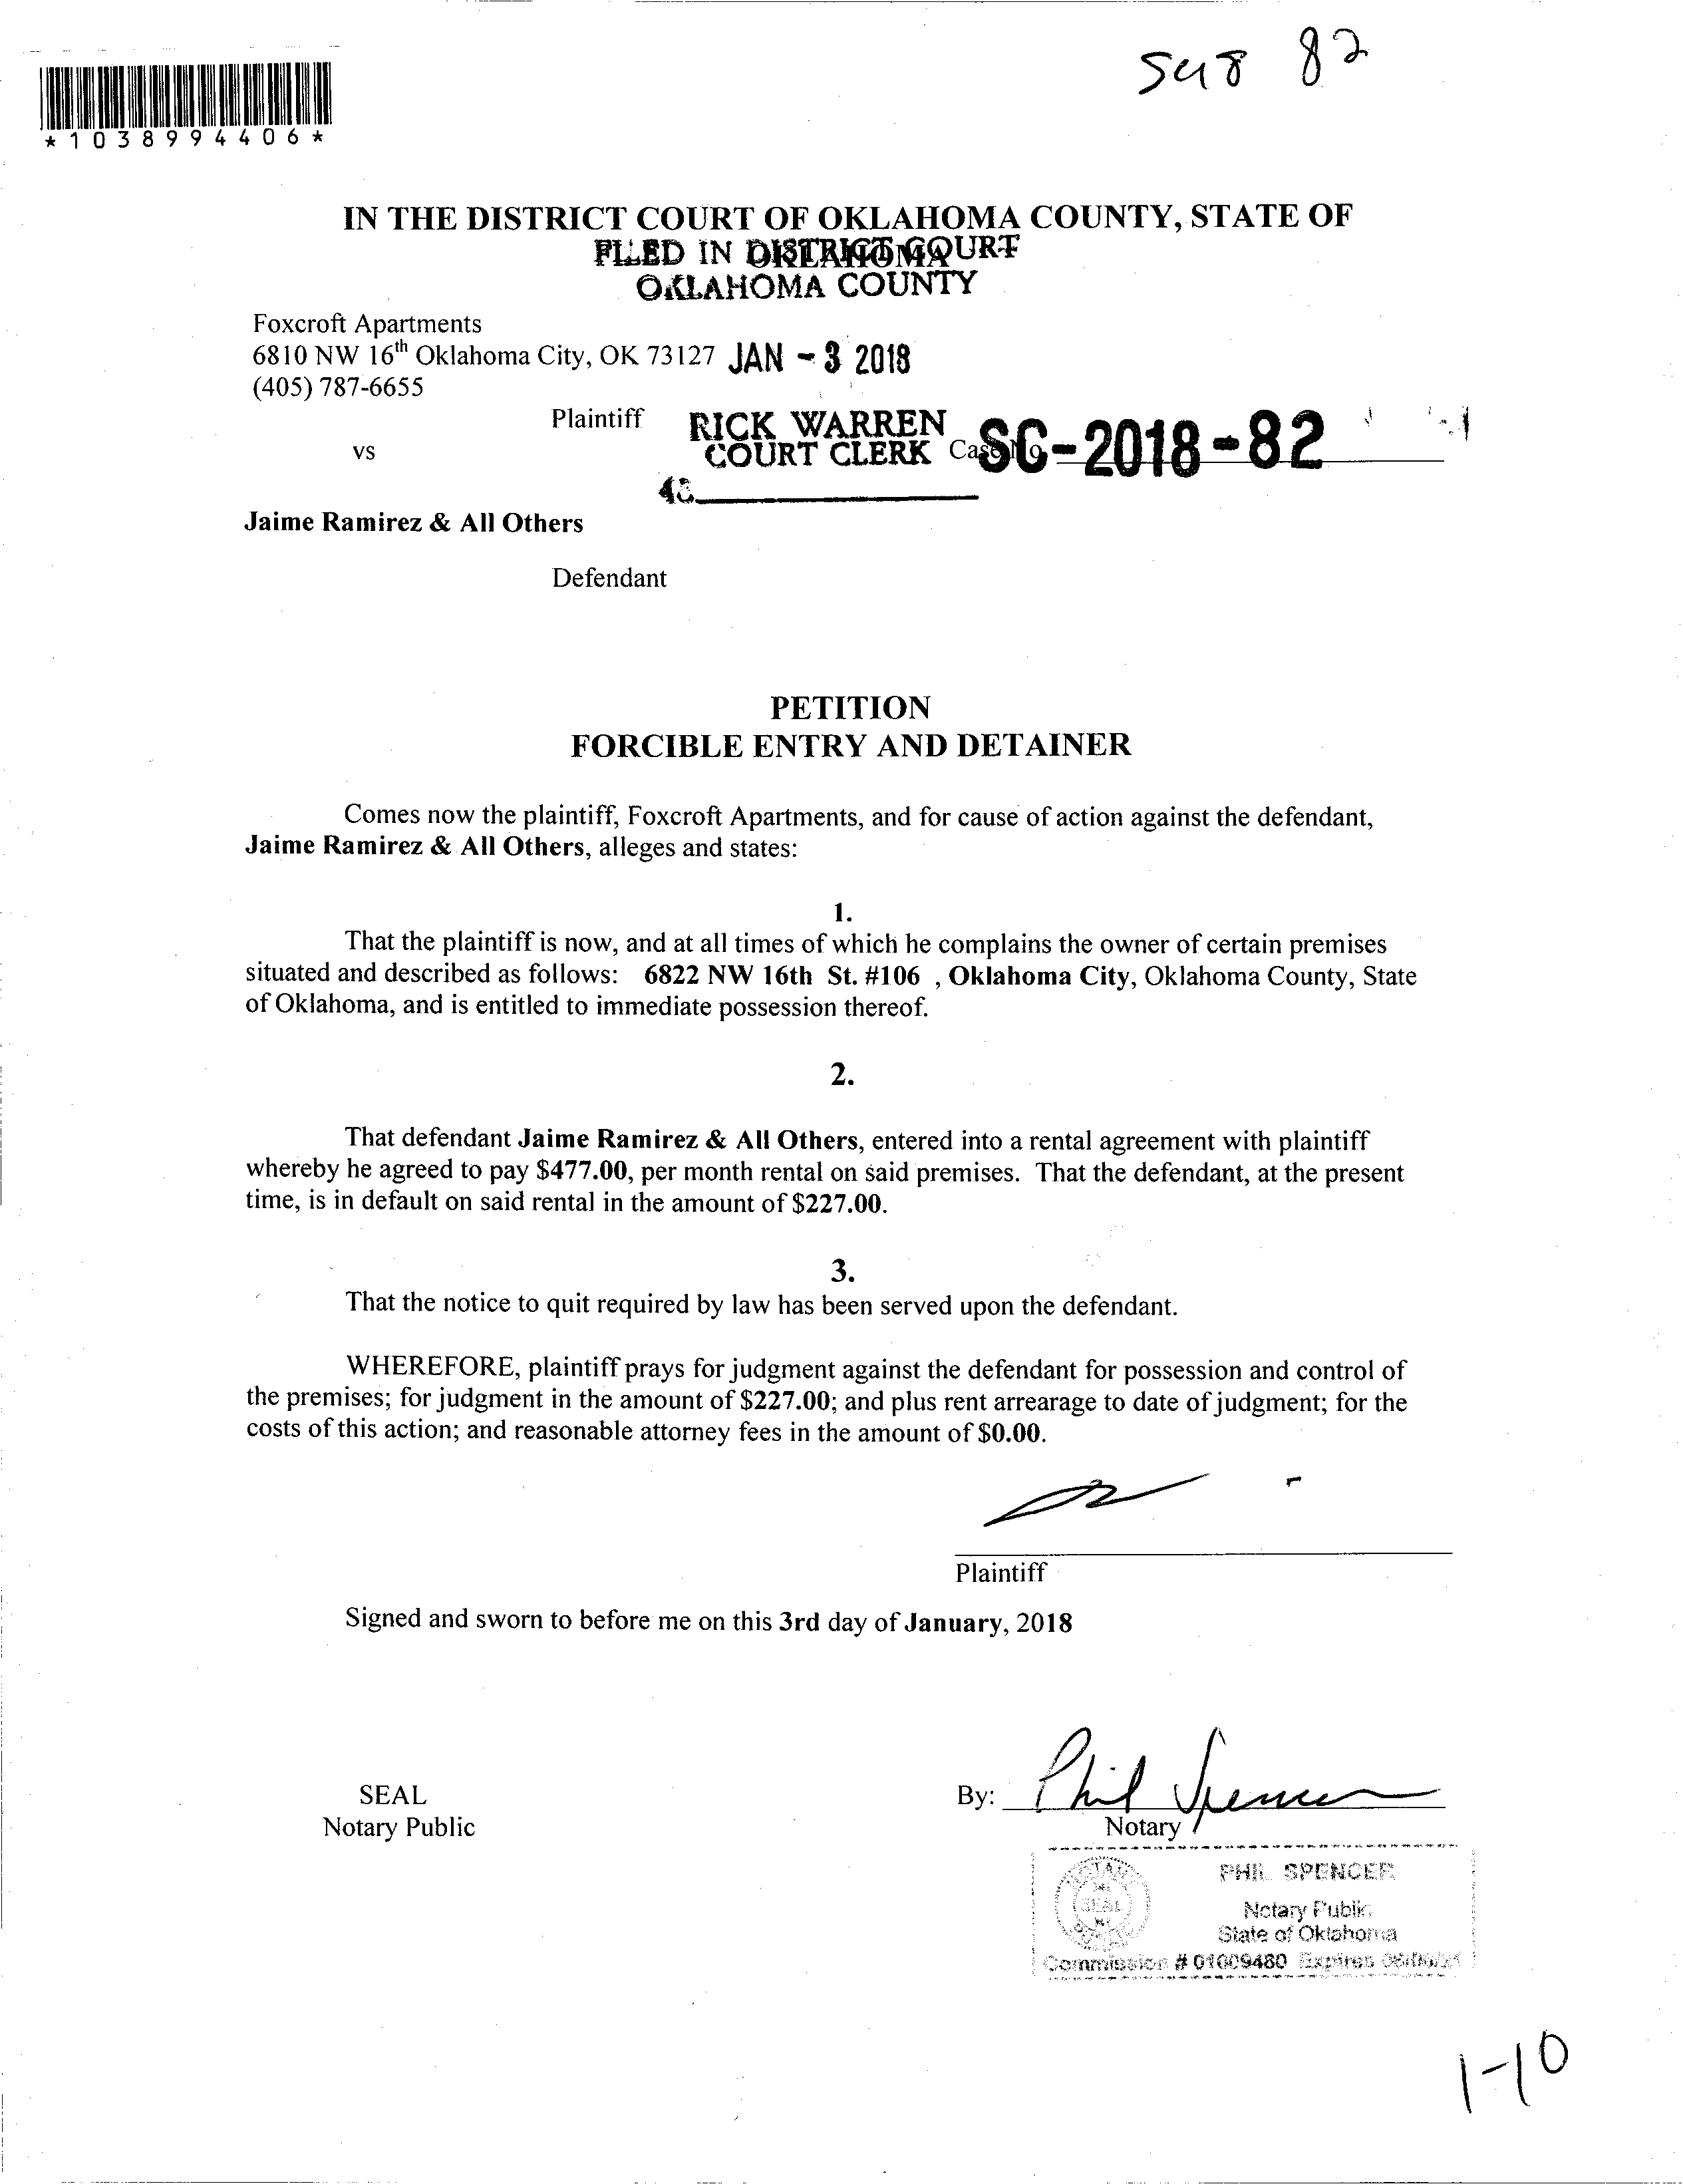 82
*1038994406*
IN THE DISTRICT COURT OF OKLAHOMA COUNTY, STATE OF
OKLAHOMA
FILED IN DISTRICT COURT
OKLAHOMA COUNTY
Foxcroft Apartments
6810 NW 16th Oklahoma City, OK 73127 JAN - 3 2018
(405) 787-6655
Plaintiff
RICK WARREN
vs
COURT CLERK Case No SC-2018-82
Jaime Ramirez & All Others
Defendant
PETITION
FORCIBLE ENTRY AND DETAINER
Comes now the plaintiff, Foxcroft Apartments, and for cause of action against the defendant,
Jaime Ramirez & All Others, alleges and states:
1.
That the plaintiff is now, and at all times of which he complains the owner of certain premises
situated and described as follows: 6822 NW 16th St. #106 , Oklahoma City, Oklahoma County, State
of Oklahoma, and is entitled to immediate possession thereof.
2.
That defendant Jaime Ramirez & All Others, entered into a rental agreement with plaintiff
whereby he agreed to pay $477.00, per month rental on said premises. That the defendant, at the present
time, is in default on said rental in the amount of $227.00.
3.
That the notice to quit required by law has been served upon the defendant.
WHEREFORE, plaintiff prays for judgment against the defendant for possession and control of
the premises; for judgment in the amount of $227.00; and plus rent arrearage to date of judgment; for the
costs of this action; and reasonable attorney fees in the amount of $0.00.
Plaintiff
Signed and sworn to before me on this 3rd day of January, 2018
SEAL
Notary Public
By: Phil Spencer
Notary
PHIL SPENCER
Notary Public
State of Oklahoma
SEAL
Commission # 01009480 Expires
1-10